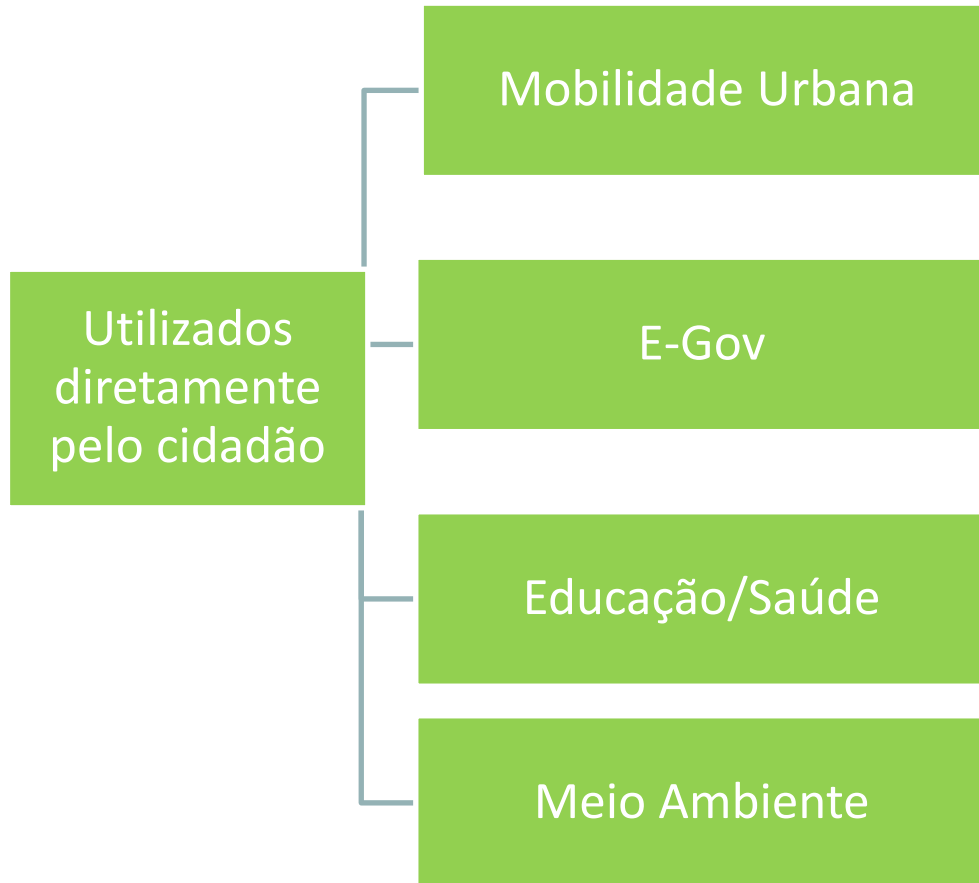 Mobilidade Urbana
Utilizados
diretamente
pelo cidadão
E-Gov
Educação/Saúde
Meio Ambiente